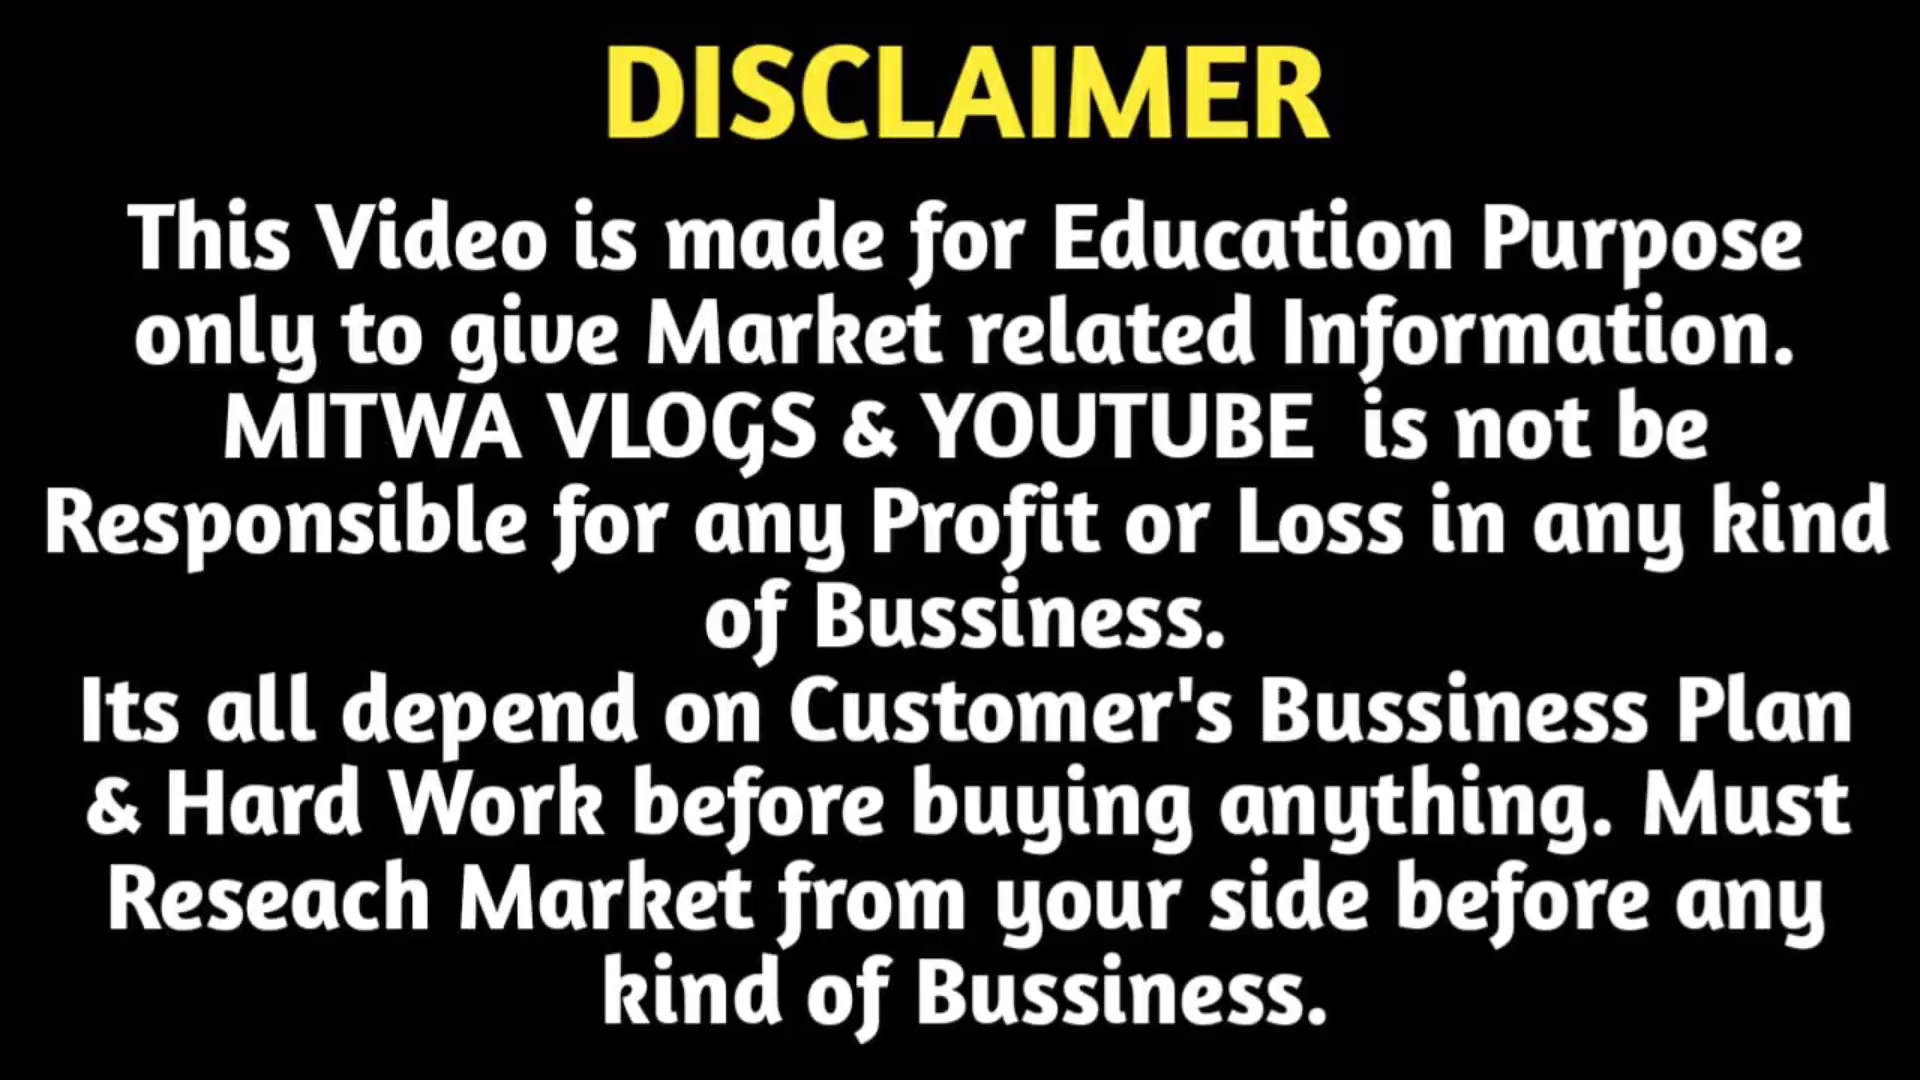 DISCLAIMER
This Video is made for Education Purpose
only to give Market related Information.
MITWA VLOGS & YOUTUBE is not be
Responsible for any Profit or Loss in any kind
of Bussiness.
Its all depend on Customer's Bussiness Plan
& Hard Work before buying anything. Must
Reseach Market from your side before any
kind of Bussiness.